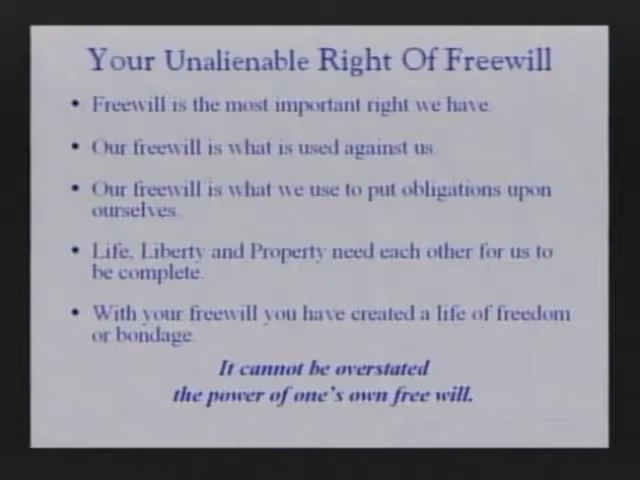 Your Unalienable Right Of Freewill
• Freewill is the most important right we have.
• Our freewill is what is used against us.
• Our freewill is what we use to put obligations upon
ourselves.
• Life, Liberty and Property need each other for us to
be complete.
• With your freewill you have created a life of freedom
or bondage.
It cannot be overstated
the power of one's own free will.